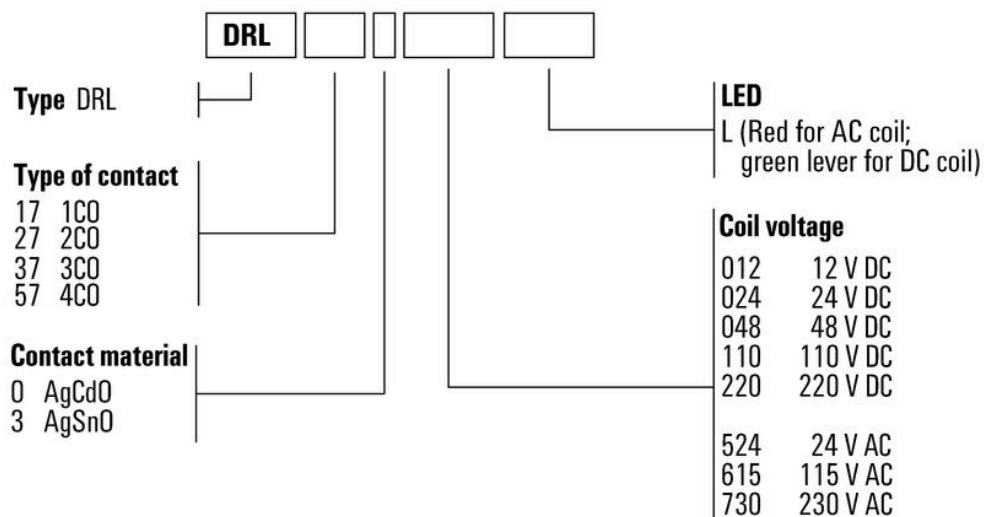 DRL
Type DRL
Type of contact
17 1CO
27 2CO
37 3CO
57 4CO
Contact material
0 AgCdO
3 AgSnO
LED
L (Red for AC coil;
green lever for DC coil)
Coil voltage
012 12 V DC
024 24 V DC
048 48 V DC
110 110 V DC
220 220 V DC
524 24 V AC
615 115 V AC
730 230 V AC